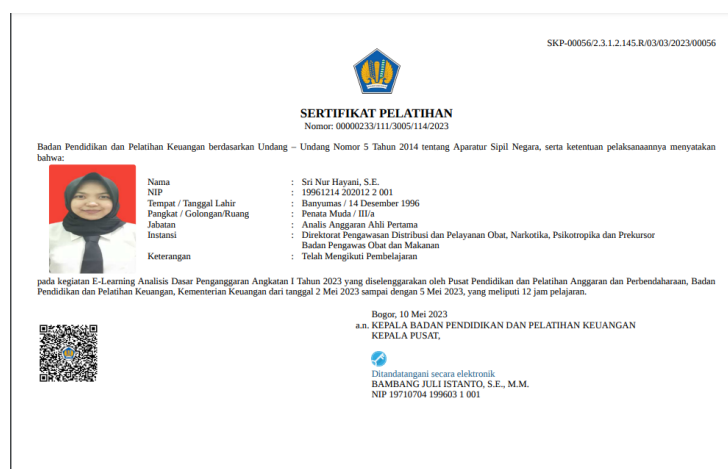 SKP-00056/2.3.1.2.145.R/03/03/2023/00056
SERTIFIKAT PELATIHAN
Nomor: 00000233/111/3005/114/2023
Badan Pendidikan dan Pelatihan Keuangan berdasarkan Undang – Undang Nomor 5 Tahun 2014 tentang Aparatur Sipil Negara, serta ketentuan pelaksanaannya menyatakan
bahwa:
Nama : Sri Nur Hayani, S.E.
NIP : 19961214 202012 2 001
Tempat / Tanggal Lahir : Banyumas / 14 Desember 1996
Pangkat / Golongan/Ruang : Penata Muda / III/a
Jabatan : Analis Anggaran Ahli Pertama
Instansi : Direktorat Pengawasan Distribusi dan Pelayanan Obat, Narkotika, Psikotropika dan Prekursor
Badan Pengawas Obat dan Makanan
Keterangan : Telah Mengikuti Pembelajaran
pada kegiatan E-Learning Analisis Dasar Penganggaran Angkatan I Tahun 2023 yang diselenggarakan oleh Pusat Pendidikan dan Pelatihan Anggaran dan Perbendaharaan, Badan
Pendidikan dan Pelatihan Keuangan, Kementerian Keuangan dari tanggal 2 Mei 2023 sampai dengan 5 Mei 2023, yang meliputi 12 jam pelajaran.
Bogor, 10 Mei 2023
a.n. KEPALA BADAN PENDIDIKAN DAN PELATIHAN KEUANGAN
KEPALA PUSAT,
Ditandatangani secara elektronik
BAMBANG JULI ISTANTO, S.E., M.M.
NIP 19710704 199603 1 001